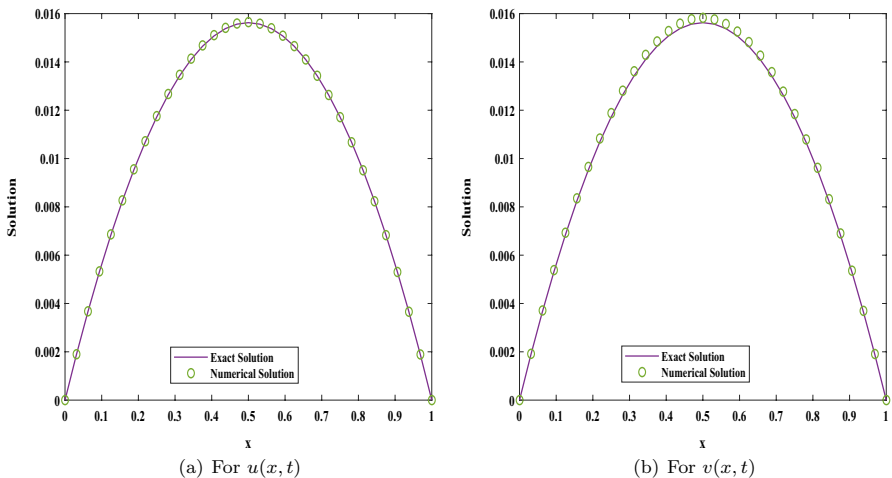 0.016
0.014
0.012
0.01
0.008
0.006
0.004
0.002
0
Solution
Exact Solution
Numerical Solution
0 0.1 0.2 0.3 0.4 0.5 0.6 0.7 0.8 0.9 1
x
(a) For u(x, t)
0.016
0.014
0.012
0.01
0.008
0.006
0.004
0.002
0
Solution
Exact Solution
Numerical Solution
0 0.1 0.2 0.3 0.4 0.5 0.6 0.7 0.8 0.9 1
x
(b) For v(x, t)